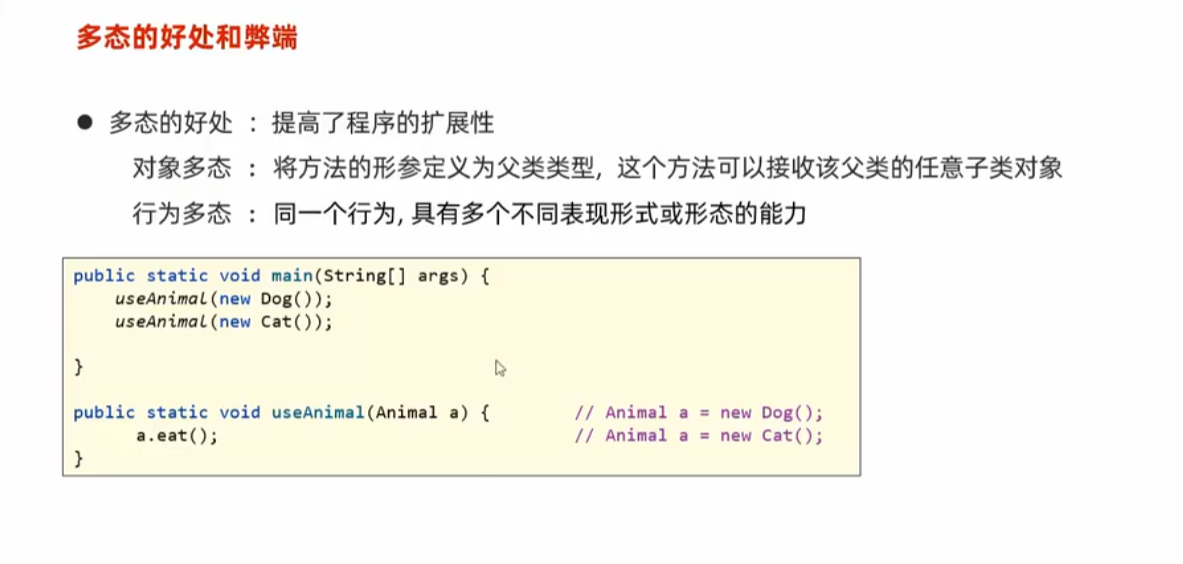 多态的好处和弊端
● 多态的好处 ： 提高了程序的扩展性
对象多态 ： 将方法的形参定义为父类类型, 这个方法可以接收该父类的任意子类对象
行为多态 ： 同一个行为, 具有多个不同表现形式或形态的能力
public static void main(String[] args) {
    useAnimal(new Dog());
    useAnimal(new Cat());
}
public static void useAnimal(Animal a) {        // Animal a = new Dog();
      a.eat();        // Animal a = new Cat();
}